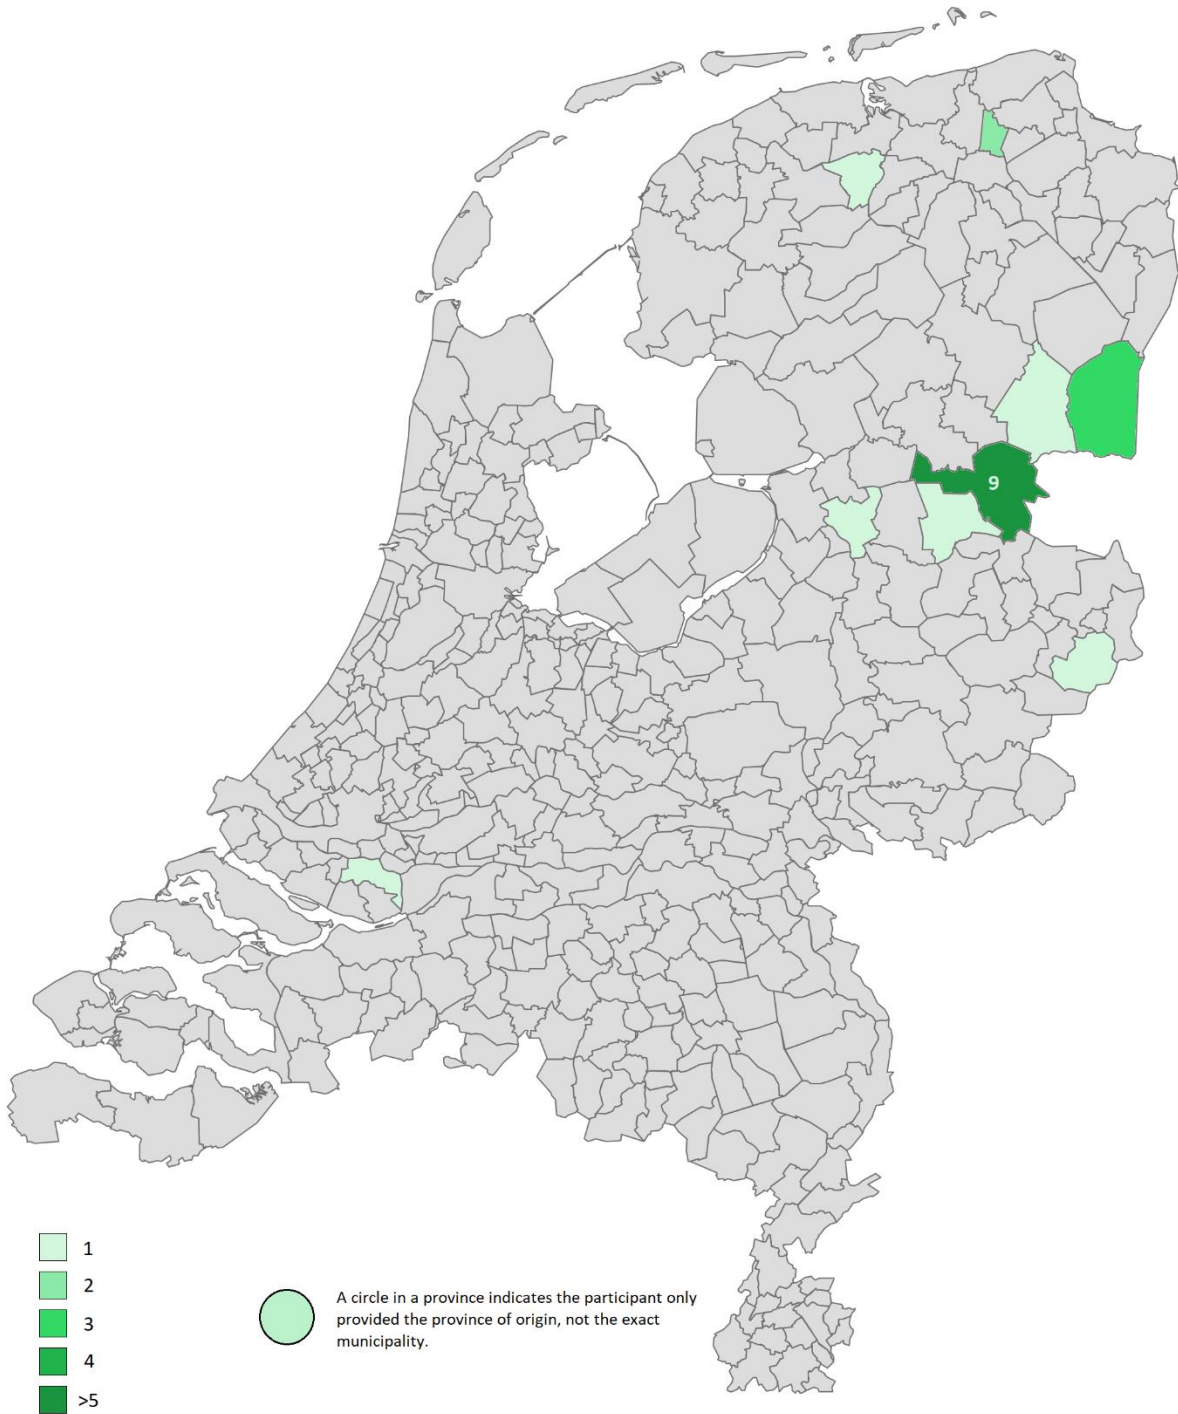 9
1
2
3
4
>5
A circle in a province indicates the participant only
provided the province of origin, not the exact
municipality.